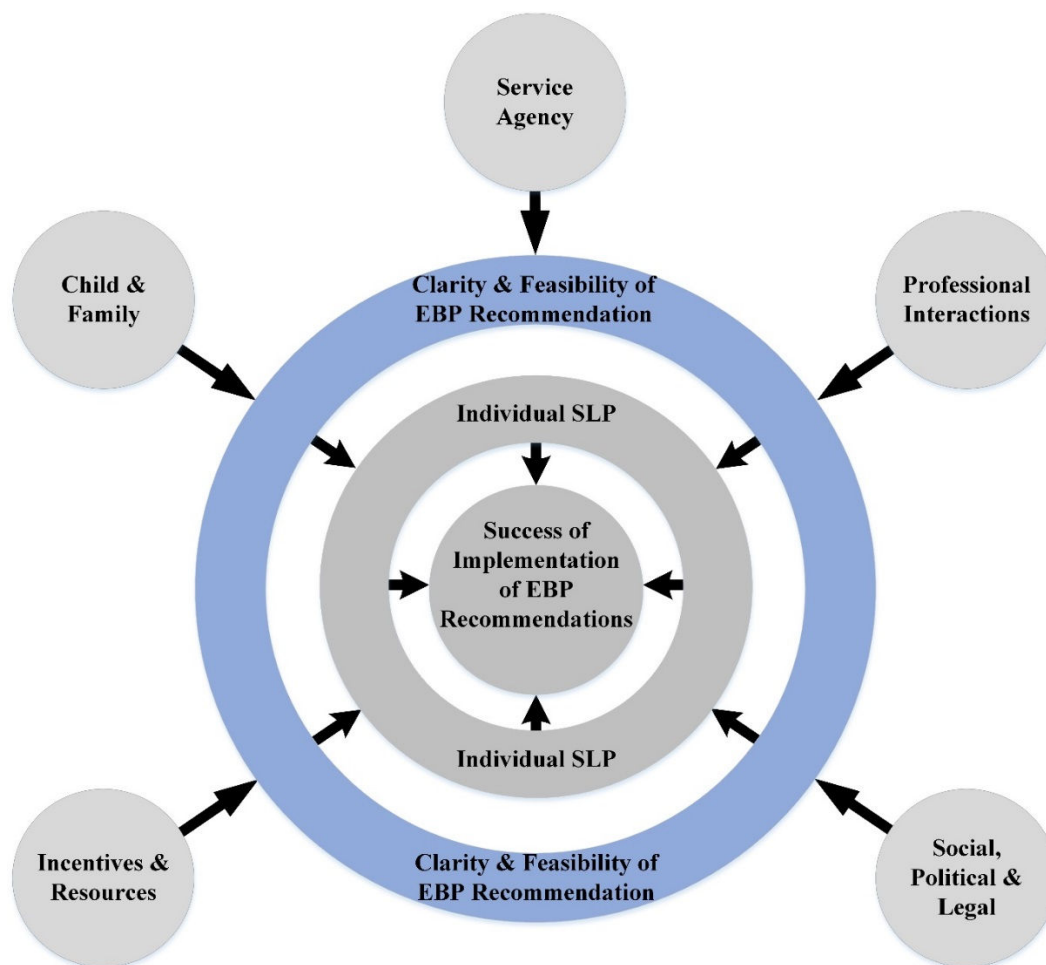 Service
Agency
Child &
Family
Clarity & Feasibility of
EBP Recommendation
Professional
Interactions
Individual SLP
Success of
Implementation
of EBP
Recommendations
Individual SLP
Incentives &
Resources
Clarity & Feasibility of
EBP Recommendation
Social,
Political &
Legal